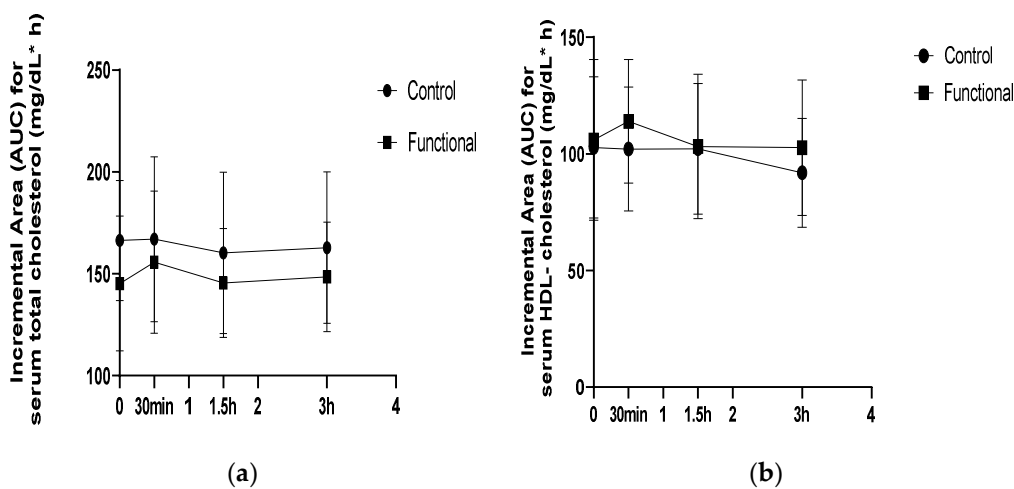 Incremental Area (AUC) for
serum total cholesterol (mg/dL* h)
250
200
150
100
0 30min 1 1.5h 2 3h 4
Control
Functional
(a)
Incremental Area (AUC) for
serum HDL- cholesterol (mg/dL* h)
150
100
50
0
0 30min 1 1.5h 2 3h 4
Control
Functional
(b)